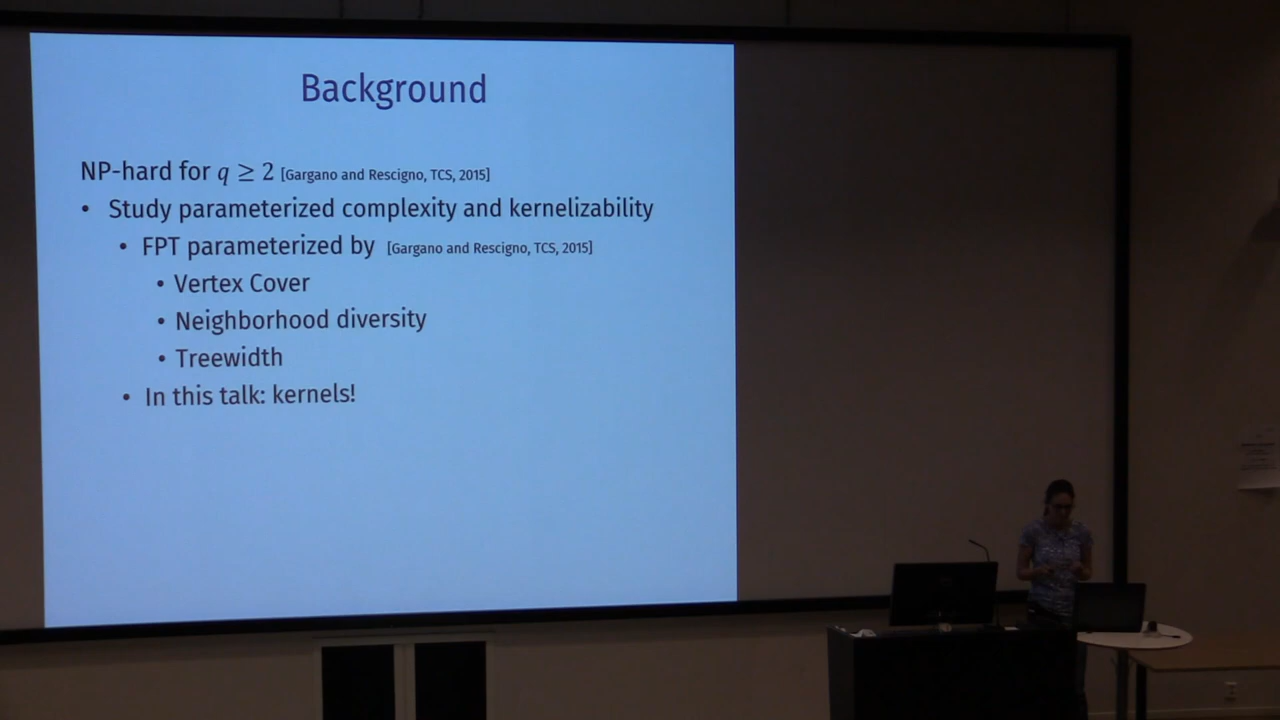 Background
NP-hard for q ≥ 2 [Gargano and Rescigno, TCS, 2015]
• Study parameterized complexity and kernelizability
• FPT parameterized by [Gargano and Rescigno, TCS, 2015]
• Vertex Cover
• Neighborhood diversity
• Treewidth
• In this talk: kernels!